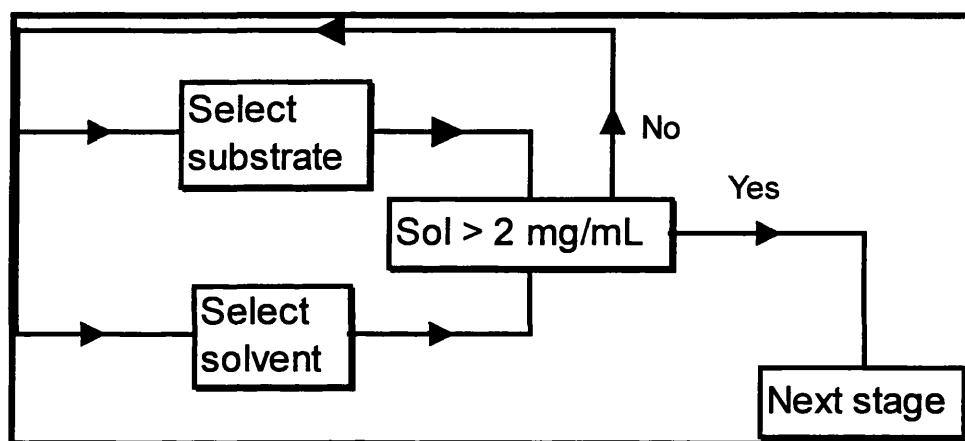 Select
substrate
No
Yes
Sol > 2 mg/mL
Select
solvent
Next stage